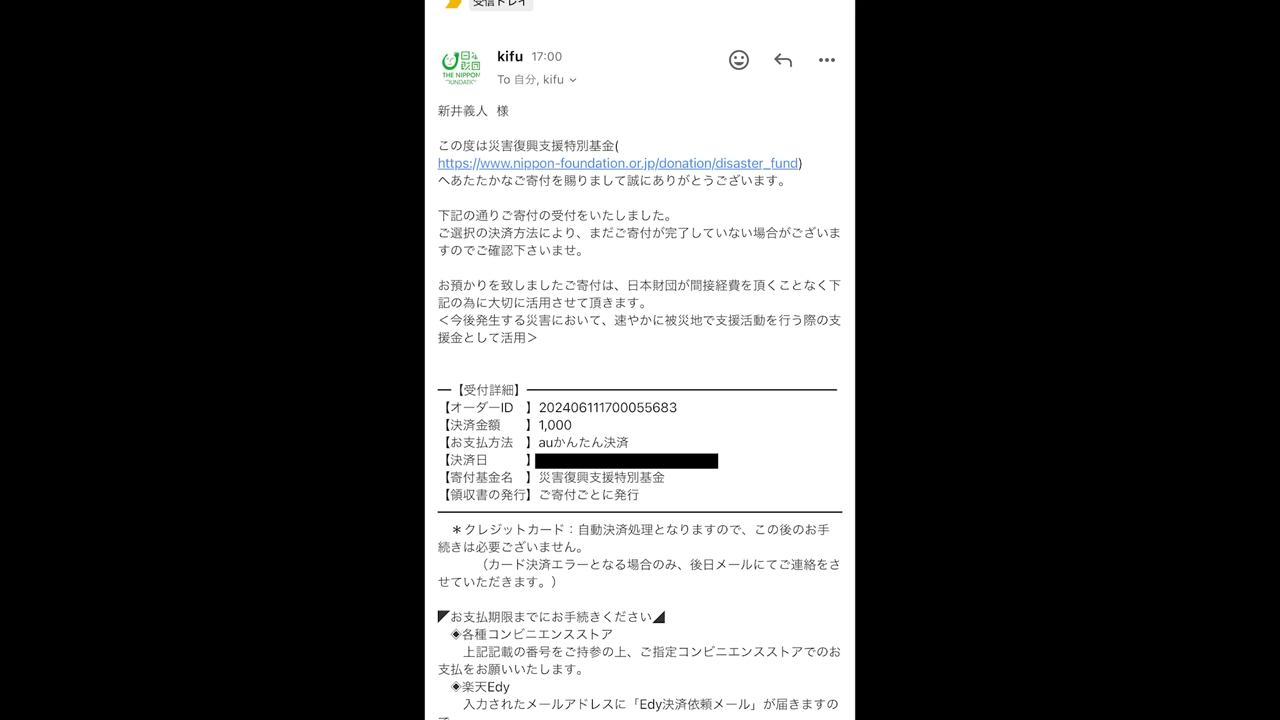 受信トレイ
日本財団
THE NIPPON
FOUNDATION
kifu 17:00
To 自分, kifu
新井義人 様
この度は災害復興支援特別基金(
https://www.nippon-foundation.or.jp/donation/disaster_fund)
へあたたかなご寄付を賜りまして誠にありがとうございます。
下記の通りご寄付の受付をいたしました。
ご選択の決済方法により、まだご寄付が完了していない場合がございま
すのでご確認下さいませ。
お預かりを致しましたご寄付は、日本財団が間接経費を頂くことなく下
記の為に大切に活用させて頂きます。
＜今後発生する災害において、速やかに被災地で支援活動を行う際の支
援金として活用＞
━【受付詳細】━━━━━━━━━━━━━━━━━━━━
【オーダーID 】202406111700055683
【決済金額 】1,000
【お支払方法 】auかんたん決済
【決済日 】
【寄付基金名 】災害復興支援特別基金
【領収書の発行】ご寄付ごとに発行
＊クレジットカード：自動決済処理となりますので、この後のお手
続きは必要ございません。
（カード決済エラーとなる場合のみ、後日メールにてご連絡をさ
せていただきます。）
◤お支払期限までにお手続きください◢
◈各種コンビニエンスストア
上記記載の番号をご持参の上、ご指定コンビニエンスストアでのお
支払をお願いいたします。
◈楽天Edy
入力されたメールアドレスに「Edy決済依頼メール」が届きますの